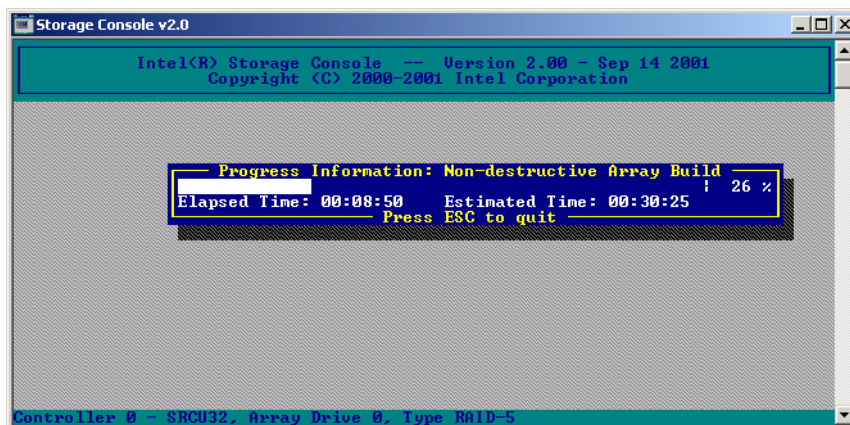 Storage Console v2.0
Intel(R) Storage Console -- Version 2.00 - Sep 14 2001
Copyright (C) 2000-2001 Intel Corporation
Progress Information: Non-destructive Array Build
26 %
Elapsed Time: 00:08:50 Estimated Time: 00:30:25
Press ESC to quit
Controller 0 - SRCU32, Array Drive 0, Type RAID-5